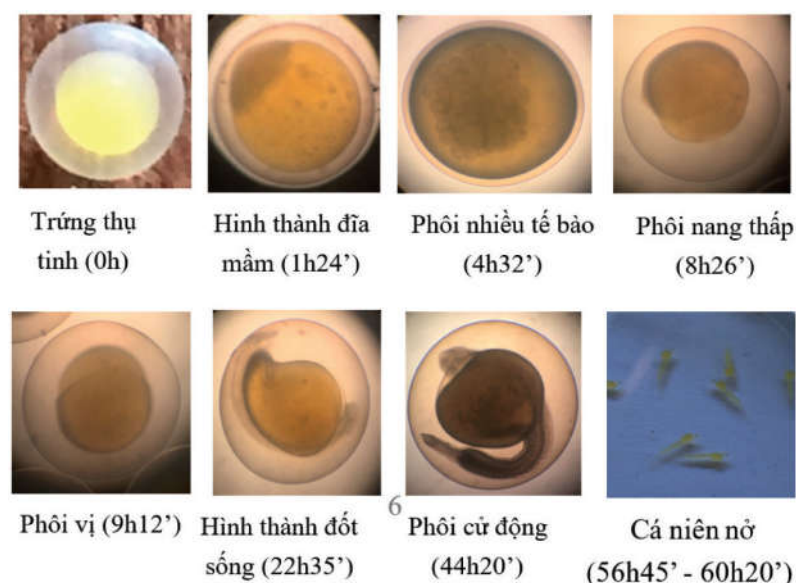 Trứng thụ
tinh (0h)
Hình thành đĩa
mầm (1h24’)
Phôi nhiều tế bào
(4h32’)
Phôi nang thấp
(8h26’)
Phôi vị (9h12’)
Hình thành đốt
sống (22h35’)
6
Phôi cử động
(44h20’)
Cá niên nở
(56h45’ - 60h20’)